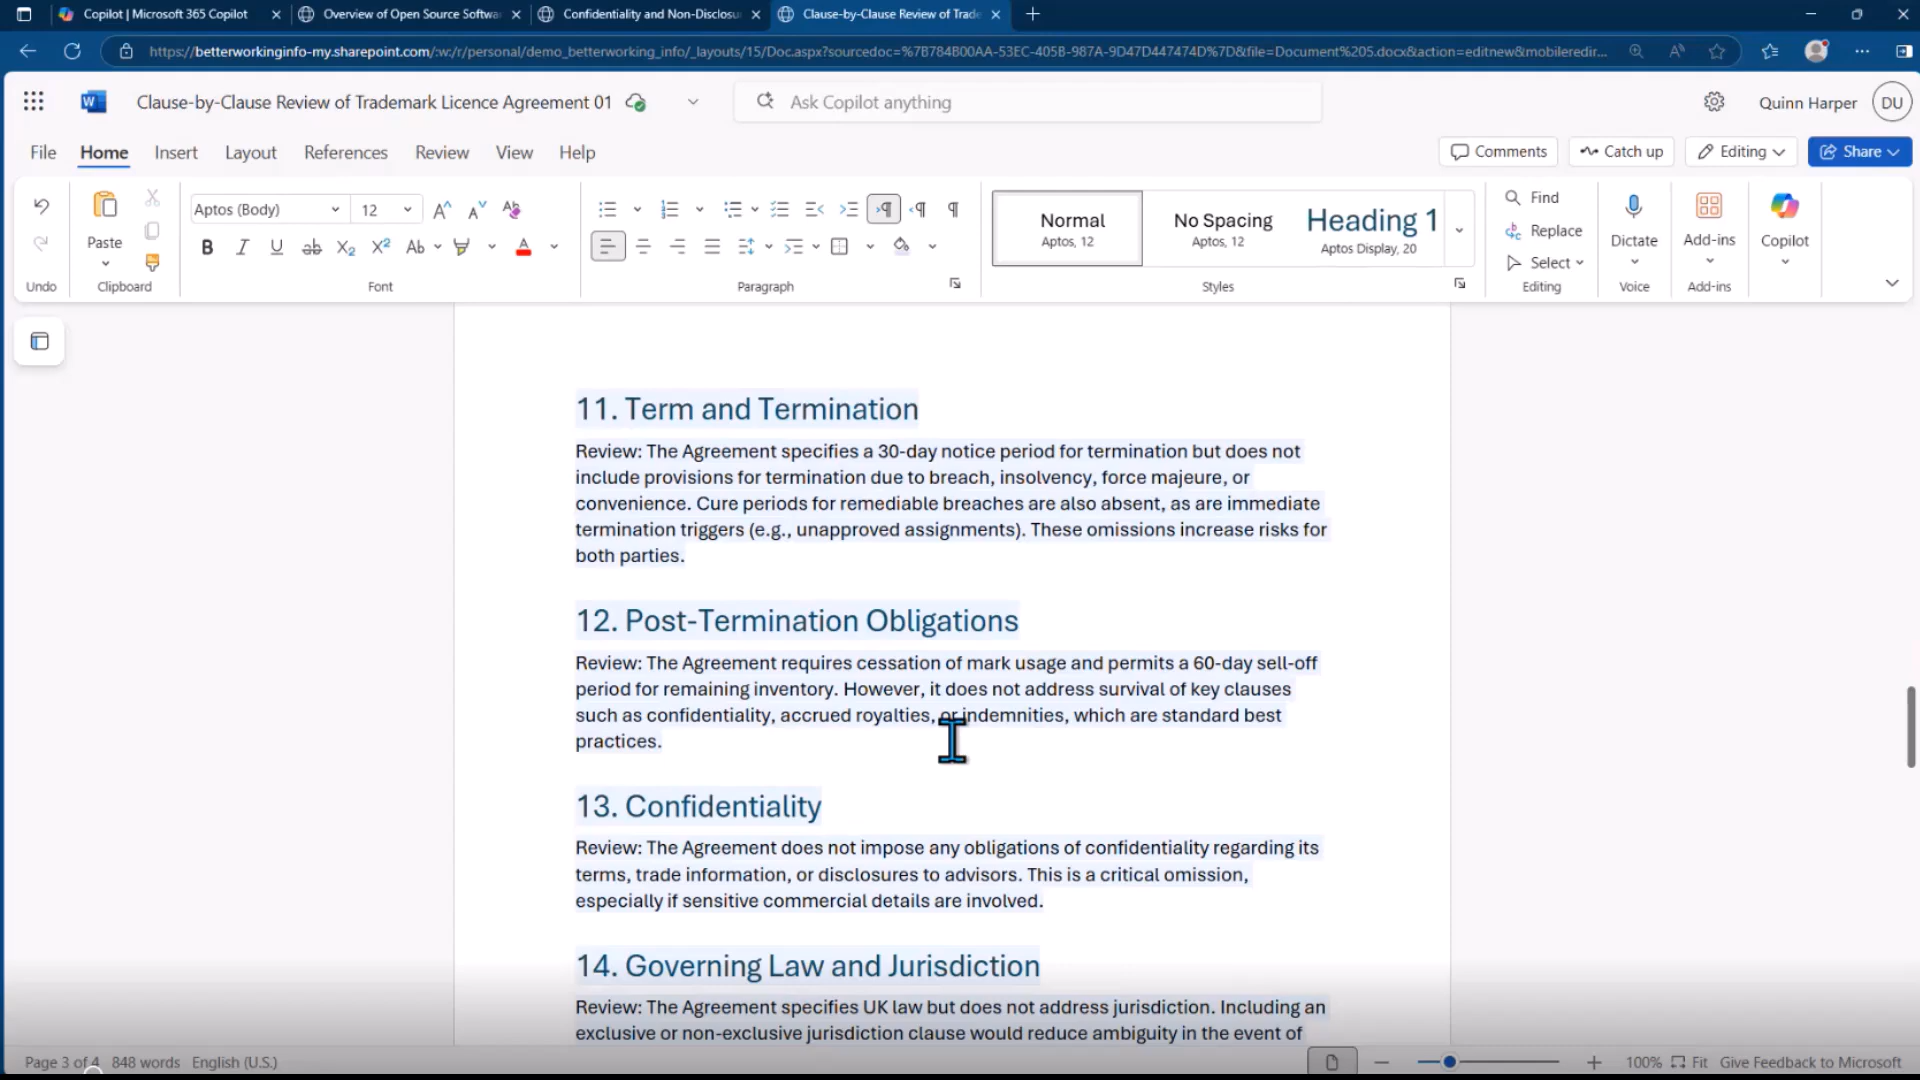 Copilot | Microsoft 365 Copilot
Overview of Open Source Softwa
Confidentiality and Non-Disclosu
Clause-by-Clause Review of Trade
https://betterworkinginfo-my.sharepoint.com/:w:/r/personal/demo_betterworking_info/_layouts/15/Doc.aspx?sourcedoc=%7B784B00AA-53EC-405B-987A-9D47D447474D%7D&file=Document%205.docx&action=editnew&mobileredir...
Clause-by-Clause Review of Trademark Licence Agreement 01
Ask Copilot anything
Quinn Harper
DU
File Home Insert Layout References Review View Help
Comments Catch up Editing Share
Aptos (Body) 12
Paste
Undo Clipboard Font Paragraph
Normal
Aptos, 12
No Spacing
Aptos, 12
Heading 1
Aptos Display, 20
Styles
Find
Replace
Select
Editing
Dictate
Voice
Add-ins
Add-ins
Copilot
11. Term and Termination
Review: The Agreement specifies a 30-day notice period for termination but does not
include provisions for termination due to breach, insolvency, force majeure, or
convenience. Cure periods for remediable breaches are also absent, as are immediate
termination triggers (e.g., unapproved assignments). These omissions increase risks for
both parties.
12. Post-Termination Obligations
Review: The Agreement requires cessation of mark usage and permits a 60-day sell-off
period for remaining inventory. However, it does not address survival of key clauses
such as confidentiality, accrued royalties, or indemnities, which are standard best
practices.
13. Confidentiality
Review: The Agreement does not impose any obligations of confidentiality regarding its
terms, trade information, or disclosures to advisors. This is a critical omission,
especially if sensitive commercial details are involved.
14. Governing Law and Jurisdiction
Review: The Agreement specifies UK law but does not address jurisdiction. Including an
exclusive or non-exclusive jurisdiction clause would reduce ambiguity in the event of
Page 3 of 4 848 words English (U.S.)
100% Fit Give Feedback to Microsoft